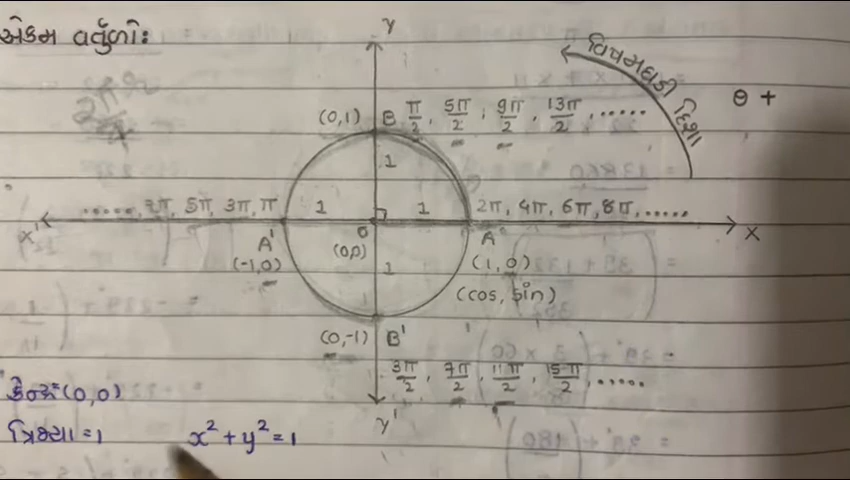 એકમ વર્તુળ :
y
વિષમઘડી દિશા
θ +
(0,1) B π/2, 5π/2, 9π/2, 13π/2, ......
1
....., 7π, 5π, 3π, π 1 1 2π, 4π, 6π, 8π, .....
x' A' O A x
(-1,0) (0,0) 1 (1,0)
(cos, sin)
(0,-1) B'
3π/2, 7π/2, 11π/2, 15π/2, .....
y'
કેન્દ્ર = (0,0)
ત્રિજ્યા = 1 x² + y² = 1